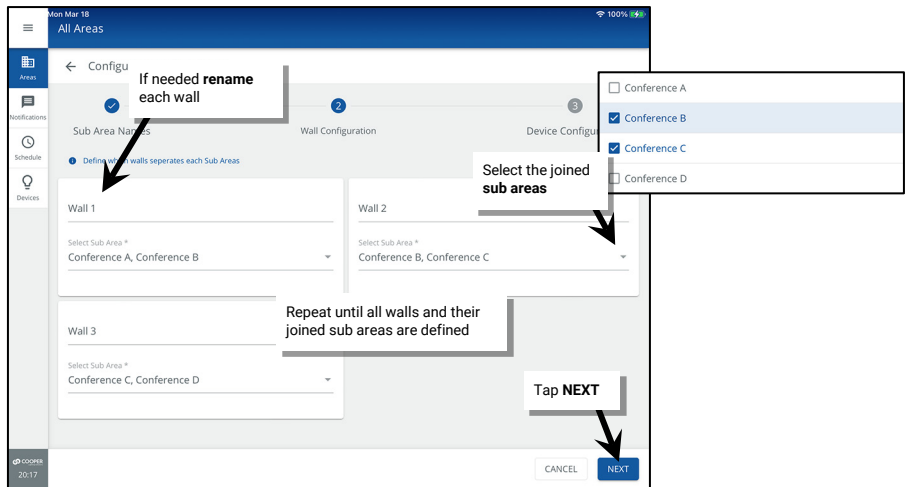 Mon Mar 18
100%
All Areas
Areas
Configu
If needed rename
each wall
Conference A
Notifications
2
3
Conference B
Sub Area Names
Wall Configuration
Device Configu
Schedule
Conference C
Define which walls seperates each Sub Areas
Select the joined
sub areas
Conference D
Devices
Wall 1
Wall 2
Select Sub Area *
Conference A, Conference B
Select Sub Area *
Conference B, Conference C
Repeat until all walls and their
joined sub areas are defined
Wall 3
Select Sub Area *
Conference C, Conference D
Tap NEXT
COOPER
20:17
CANCEL
NEXT